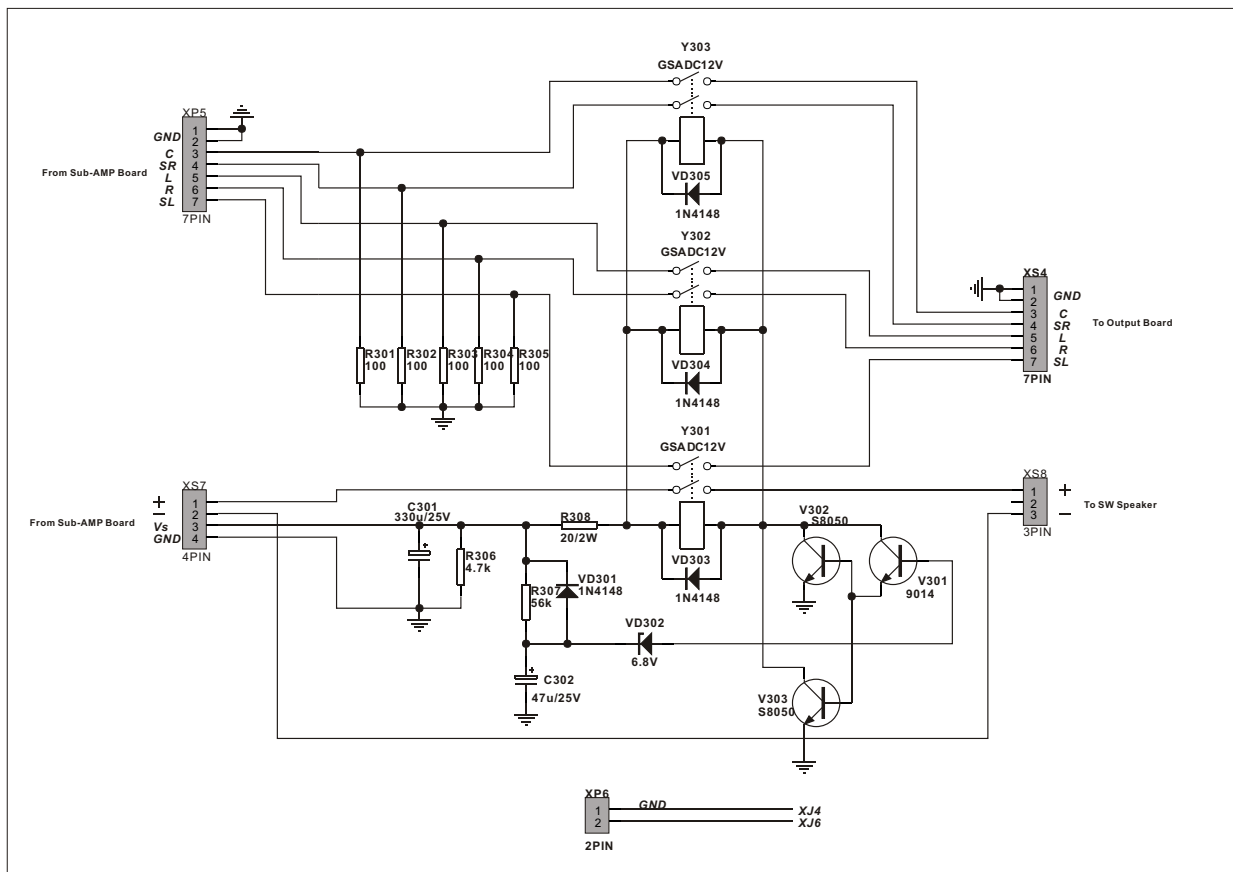 Y303
GSADC12V
XP5
1
GND 2
C 3
SR 4
From Sub-AMP Board
L 5
R 6
SL 7
7PIN
VD305
1N4148
Y302
GSADC12V
XS4
1
2 GND
3 C
4 SR
To Output Board
5 L
6 R
7 SL
7PIN
R301
100
R302
100
R303
100
R304
100
R305
100
VD304
1N4148
Y301
GSADC12V
XS7
+ 1
− 2
From Sub-AMP Board
Vs 3
GND 4
4PIN
C301
330u/25V
+
R306
4.7k
R308
20/2W
VD303
1N4148
V302
S8050
XS8
1 +
2
3 −
To SW Speaker
3PIN
V301
9014
R307
56k
VD301
1N4148
VD302
6.8V
+
C302
47u/25V
V303
S8050
XP6
1 GND XJ4
2 XJ6
2PIN